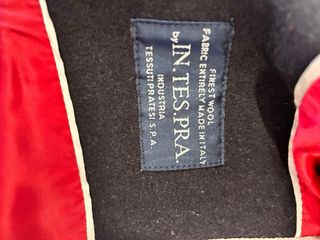 FINEST WOOL
FABRIC ENTIRELY MADE IN ITALY
by IN.TES.PRA.
INDUSTRIA
TESSUTI PRATESI S.P.A.